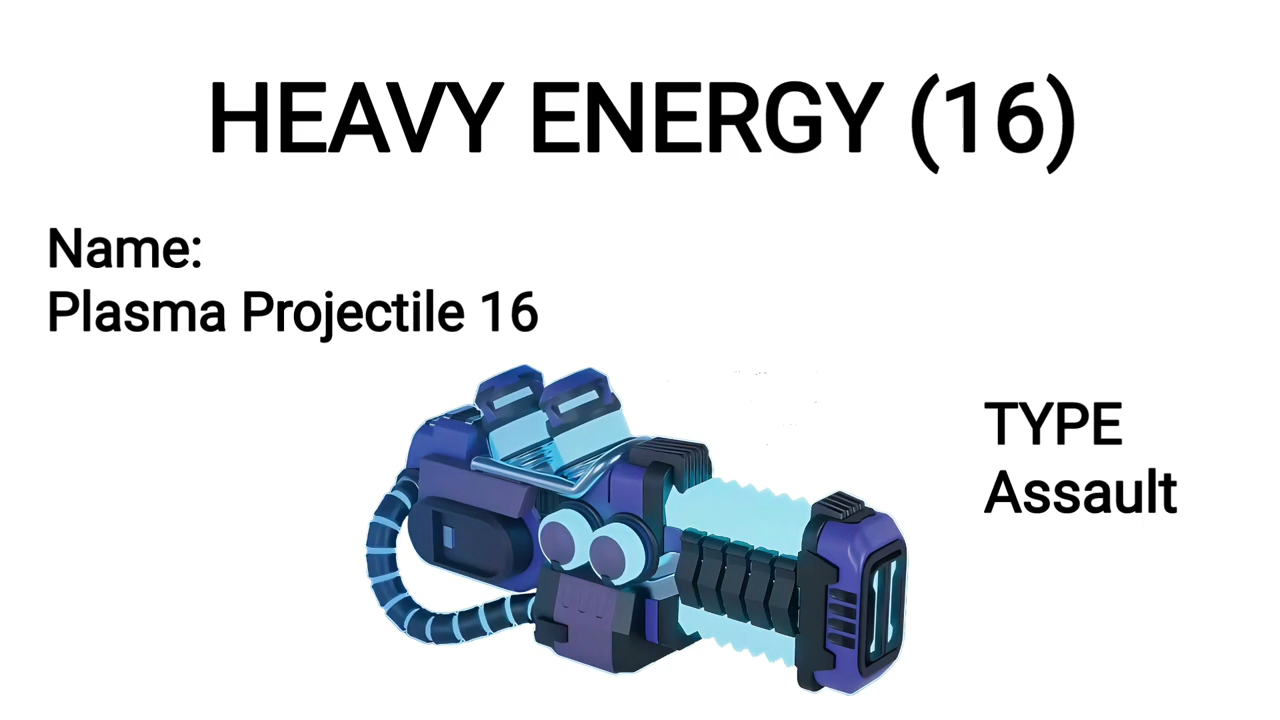 HEAVY ENERGY (16)
Name:
Plasma Projectile 16
TYPE
Assault